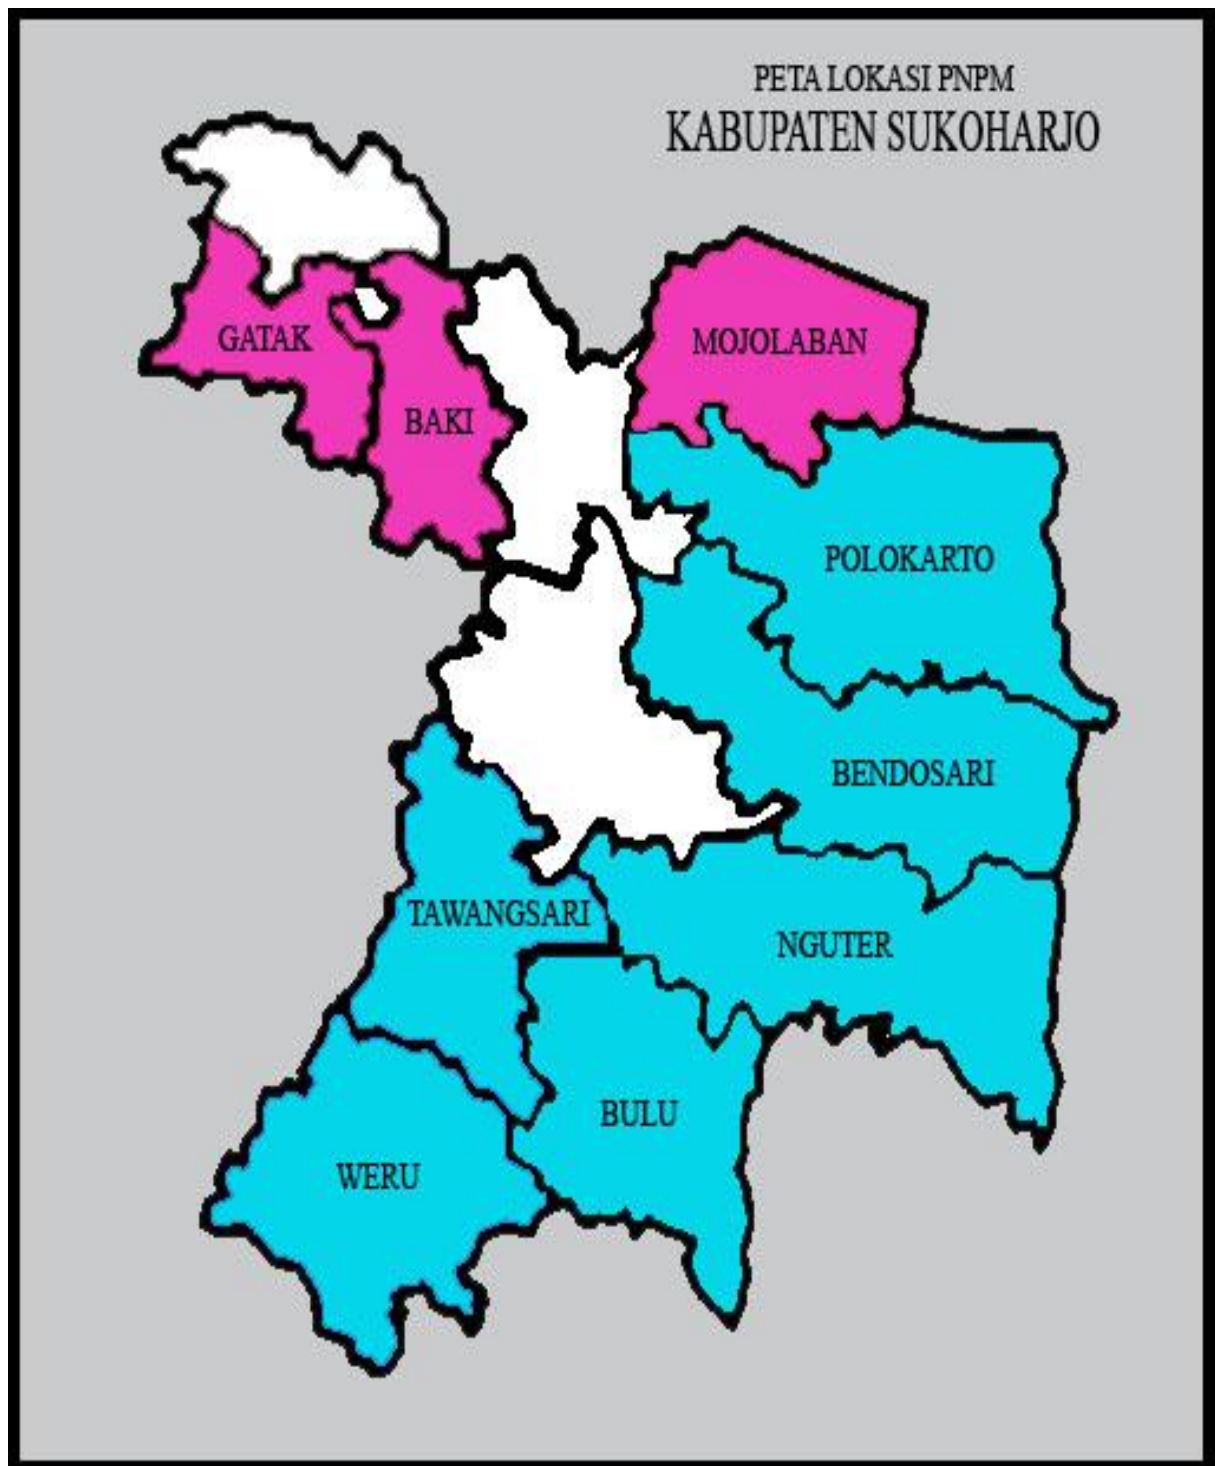 PETA LOKASI PNPM
KABUPATEN SUKOHARJO
GATAK
MOJOLABAN
BAKI
POLOKARTO
BENDOSARI
TAWANGSARI
NGUTER
BULU
WERU